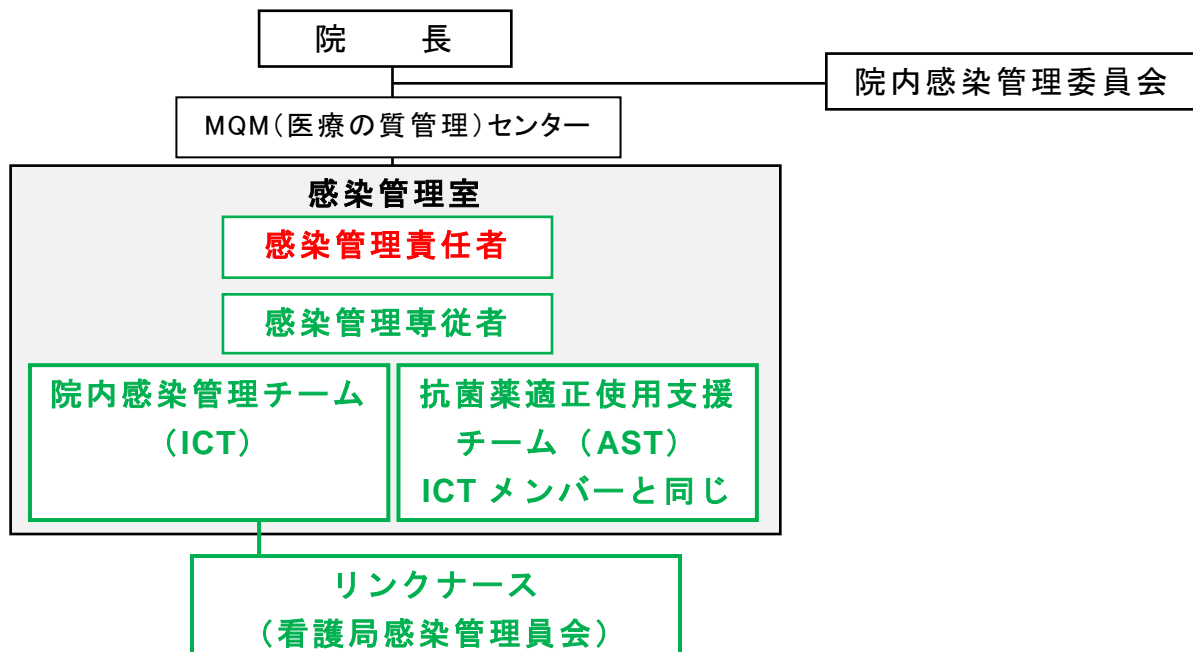 院　長
院内感染管理委員会
MQM（医療の質管理）センター
感染管理室
感染管理責任者
感染管理専従者
院内感染管理チーム
（ICT）
抗菌薬適正使用支援
チーム（AST）
ICT メンバーと同じ
リンクナース
（看護局感染管理員会）